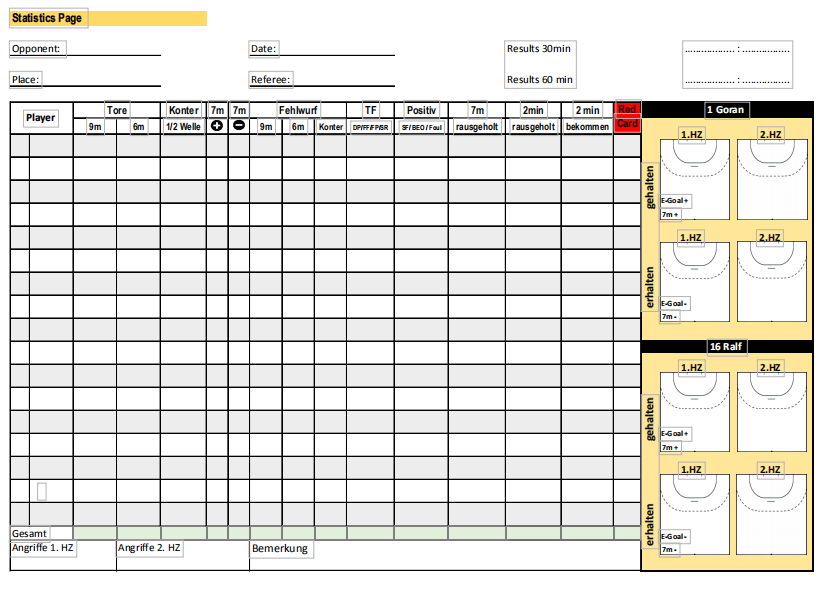 Statistics Page
Opponent: Date: Results 30min .................. : ..................
Place: Referee: Results 60 min .................. : ..................
Player Tore Konter 7m 7m Fehlwurf TF Positiv 7m 2min 2 min Red Card
9m 6m 1/2 Welle + − 9m 6m Konter DP/FF/FP/SR SF/BEO/Foul rausgeholt rausgeholt bekommen
1 Goran
1.HZ 2.HZ
gehalten
E-Goal+
7m+
1.HZ 2.HZ
erhalten
E-Goal-
7m-
16 Ralf
1.HZ 2.HZ
gehalten
E-Goal+
7m+
1.HZ 2.HZ
erhalten
E-Goal-
7m-
Gesamt
Angriffe 1. HZ Angriffe 2. HZ Bemerkung